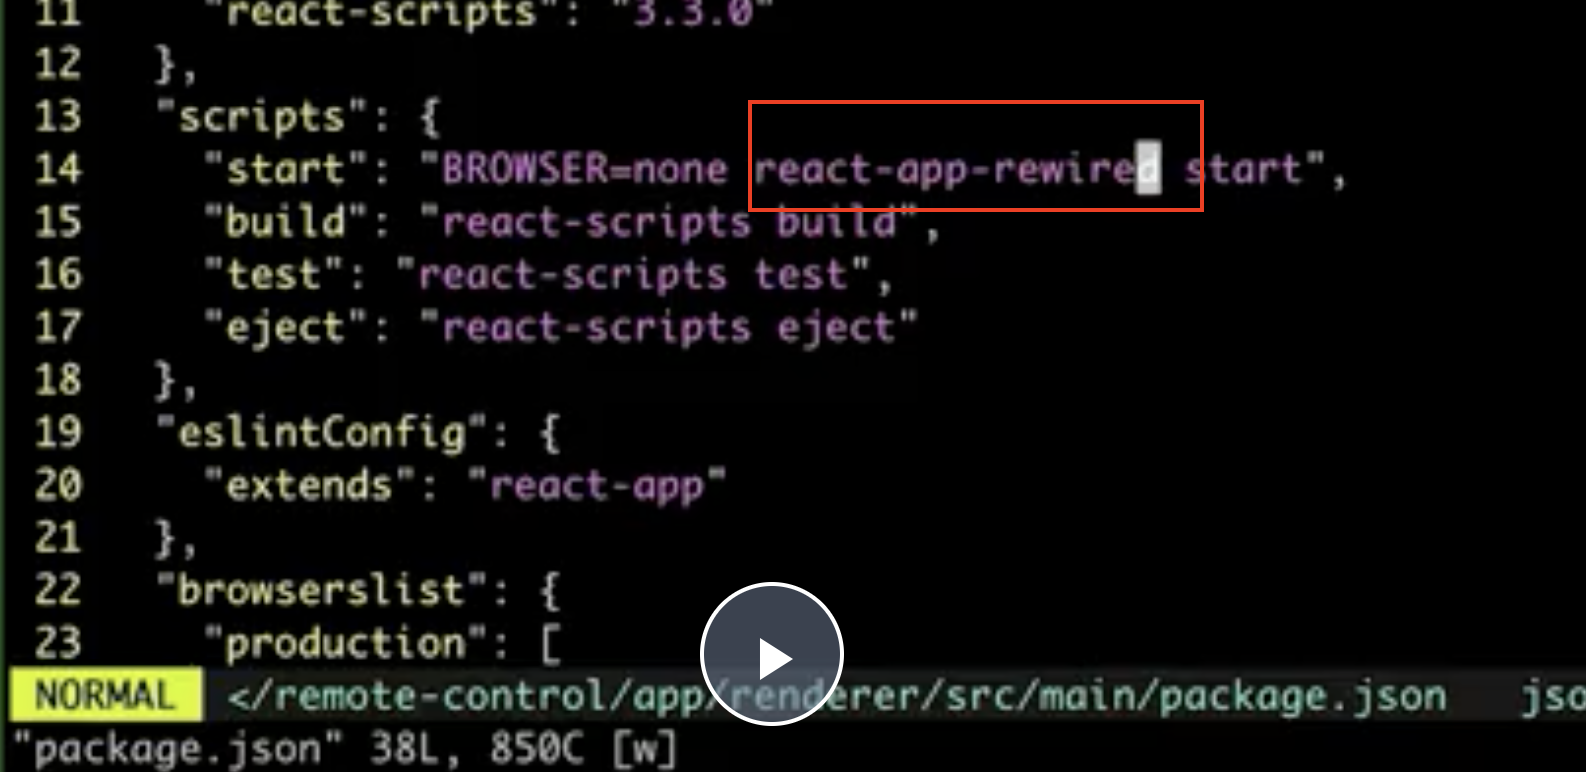 11 "react-scripts": "3.3.0"
12 },
13 "scripts": {
14 "start": "BROWSER=none react-app-rewired start",
15 "build": "react-scripts build",
16 "test": "react-scripts test",
17 "eject": "react-scripts eject"
18 },
19 "eslintConfig": {
20 "extends": "react-app"
21 },
22 "browserslist": {
23 "production": [
NORMAL </remote-control/app/renderer/src/main/package.json jso
"package.json" 38L, 850C [w]